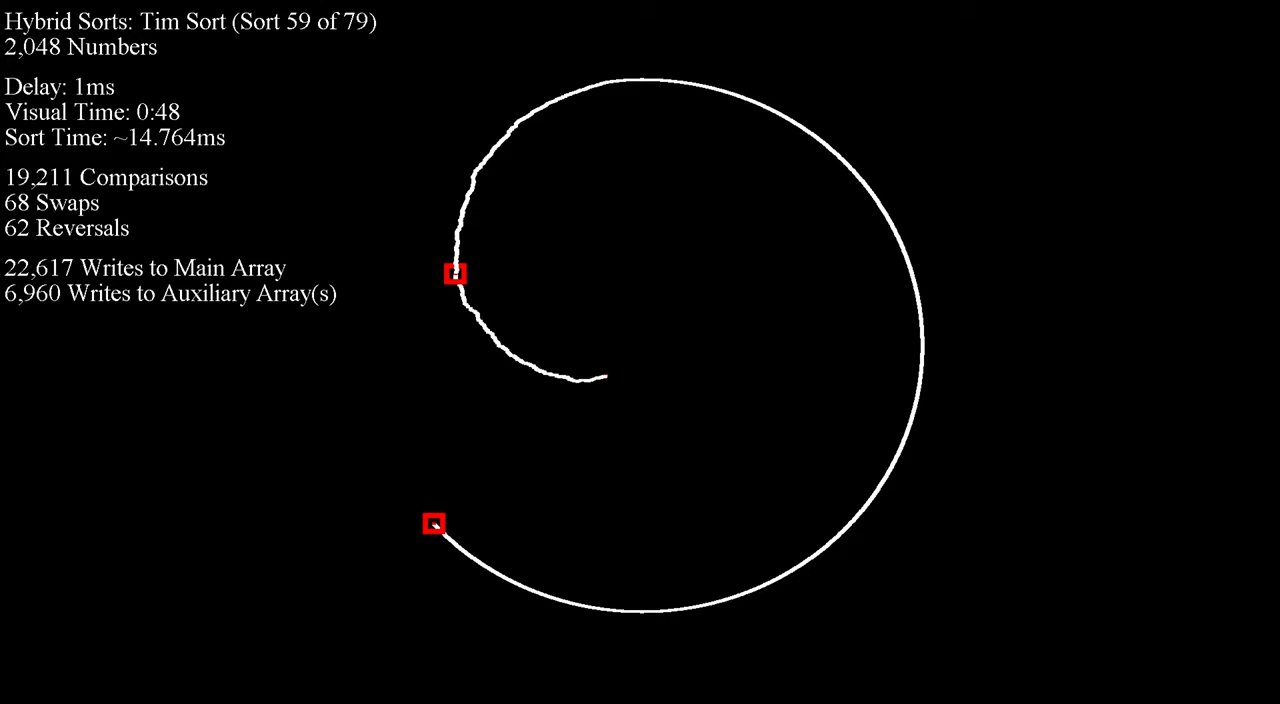 Hybrid Sorts: Tim Sort (Sort 59 of 79)
2,048 Numbers
Delay: 1ms
Visual Time: 0:48
Sort Time: ~14.764ms
19,211 Comparisons
68 Swaps
62 Reversals
22,617 Writes to Main Array
6,960 Writes to Auxiliary Array(s)